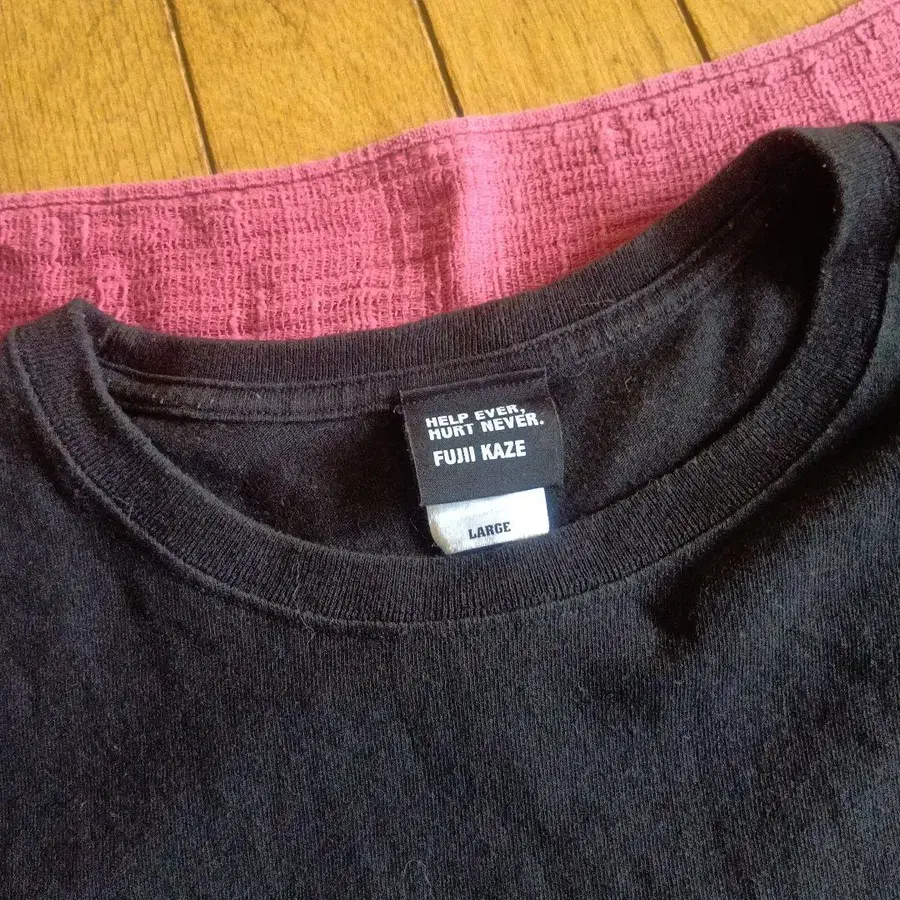 HELP EVER,
HURT NEVER.
FUJII KAZE
LARGE